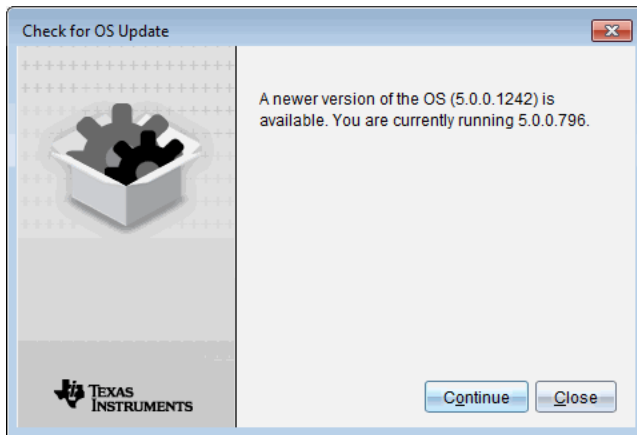 Check for OS Update
A newer version of the OS (5.0.0.1242) is
available. You are currently running 5.0.0.796.
TEXAS
INSTRUMENTS
Continue Close